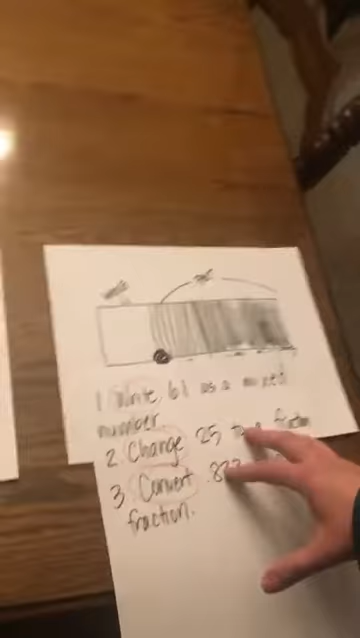 1. Write .61 as a mixed
number.
2. Change .25 to a fraction
3. Convert
fraction.